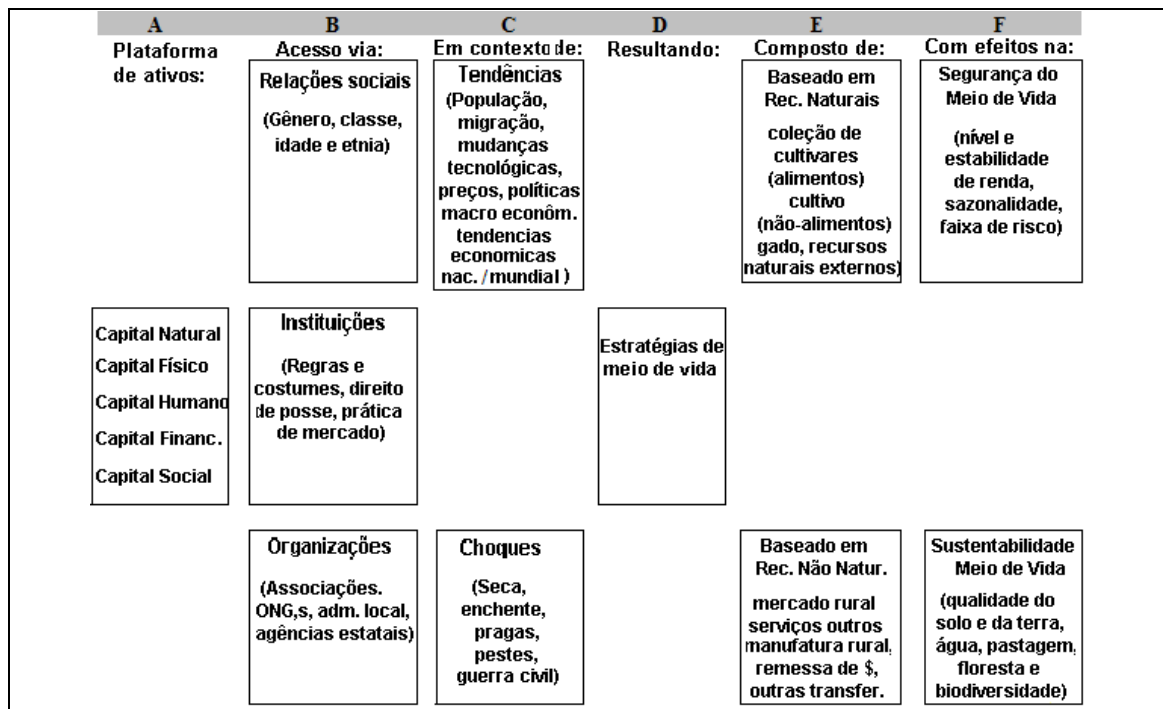 A
B
C
D
E
F
Plataforma
de ativos:
Acesso via:
Em contexto de:
Resultando:
Composto de:
Com efeitos na:
Relações sociais
(Gênero, classe,
idade e etnia)
Tendências
(População,
migração,
mudanças
tecnológicas,
preços, políticas
macro econôm.
tendencias
economicas
nac. / mundial )
Baseado em
Rec. Naturais
coleção de
cultivares
(alimentos)
cultivo
(não-alimentos)
gado, recursos
naturais externos)
Segurança do
Meio de Vida
(nível e
estabilidade
de renda,
sazonalidade,
faixa de risco)
Capital Natural
Capital Físico
Capital Humano
Capital Financ.
Capital Social
Instituições
(Regras e
costumes, direito
de posse, prática
de mercado)
Estratégias de
meio de vida
Organizações
(Associações.
ONG,s, adm. local,
agências estatais)
Choques
(Seca,
enchente,
pragas,
pestes,
guerra civil)
Baseado em
Rec. Não Natur.
mercado rural
serviços outros
manufatura rural,
remessa de $,
outras transfer.
Sustentabilidade
Meio de Vida
(qualidade do
solo e da terra,
água, pastagem,
floresta e
biodiversidade)